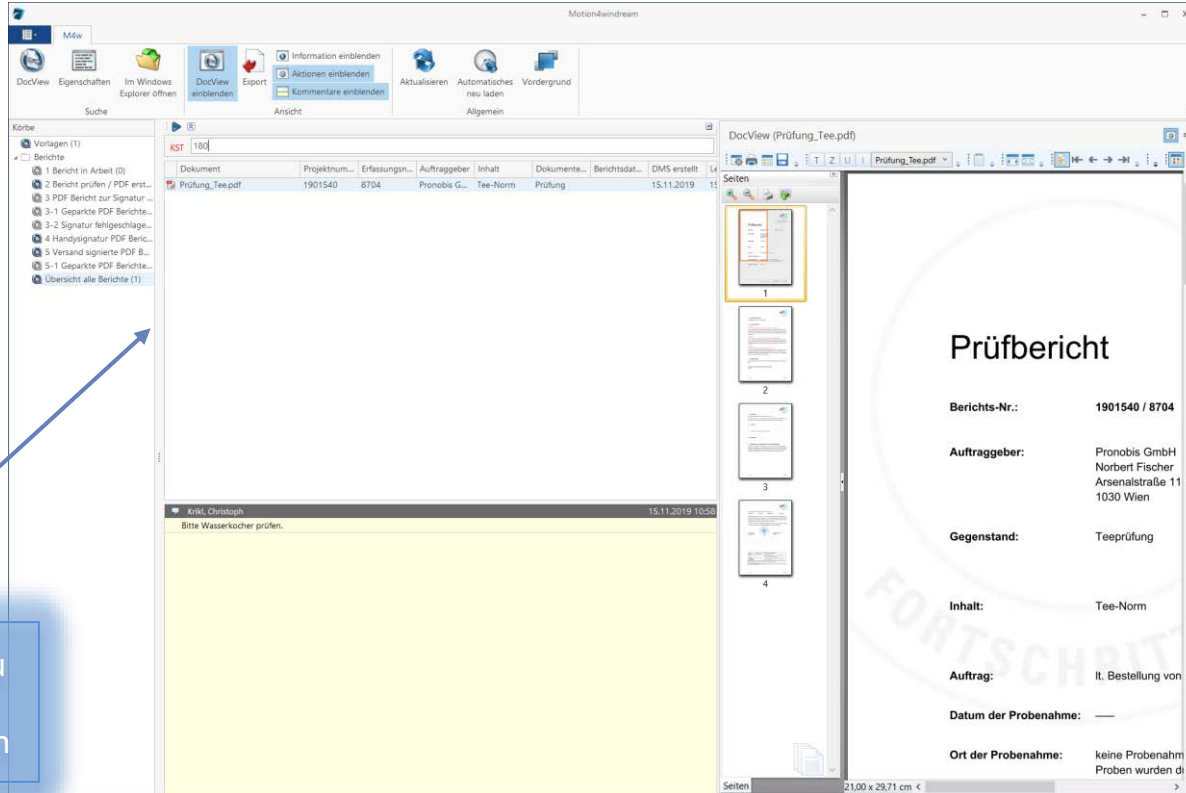 Motion4windream
M4w
DocView
Eigenschaften
Im Windows
Explorer öffnen
Suche
DocView
einblenden
Export
Information einblenden
Aktionen einblenden
Kommentare einblenden
Ansicht
Aktualisieren
Automatisches
neu laden
Vordergrund
Allgemein
Körbe
Vorlagen (1)
Berichte
1 Bericht in Arbeit (0)
2 Bericht prüfen / PDF erst...
3 PDF Bericht zur Signatur ...
3-1 Geparkte PDF Berichte...
3-2 Signatur fehlgeschlage...
4 Handysignatur PDF Beric...
5 Versand signierte PDF B...
5-1 Geparkte PDF Berichte...
Übersicht alle Berichte (1)
KST 180
Dokument Projektnum... Erfassungsn... Auftraggeber Inhalt Dokumente... Berichtsdat... DMS erstellt
Prüfung_Tee.pdf 1901540 8704 Pronobis G... Tee-Norm Prüfung 15.11.2019
Krikl, Christoph 15.11.2019 10:58
Bitte Wasserkocher prüfen.
DocView (Prüfung_Tee.pdf)
T Z U I Prüfung_Tee.pdf
Seiten
1
2
3
4
Seiten
21,00 x 29,71 cm
Prüfbericht
Berichts-Nr.: 1901540 / 8704
Auftraggeber: Pronobis GmbH
Norbert Fischer
Arsenalstraße 11
1030 Wien
Gegenstand: Teeprüfung
Inhalt: Tee-Norm
FORTSCHRITT
Auftrag: lt. Bestellung von
Datum der Probenahme: —
Ort der Probenahme: keine Probenahm
Proben wurden